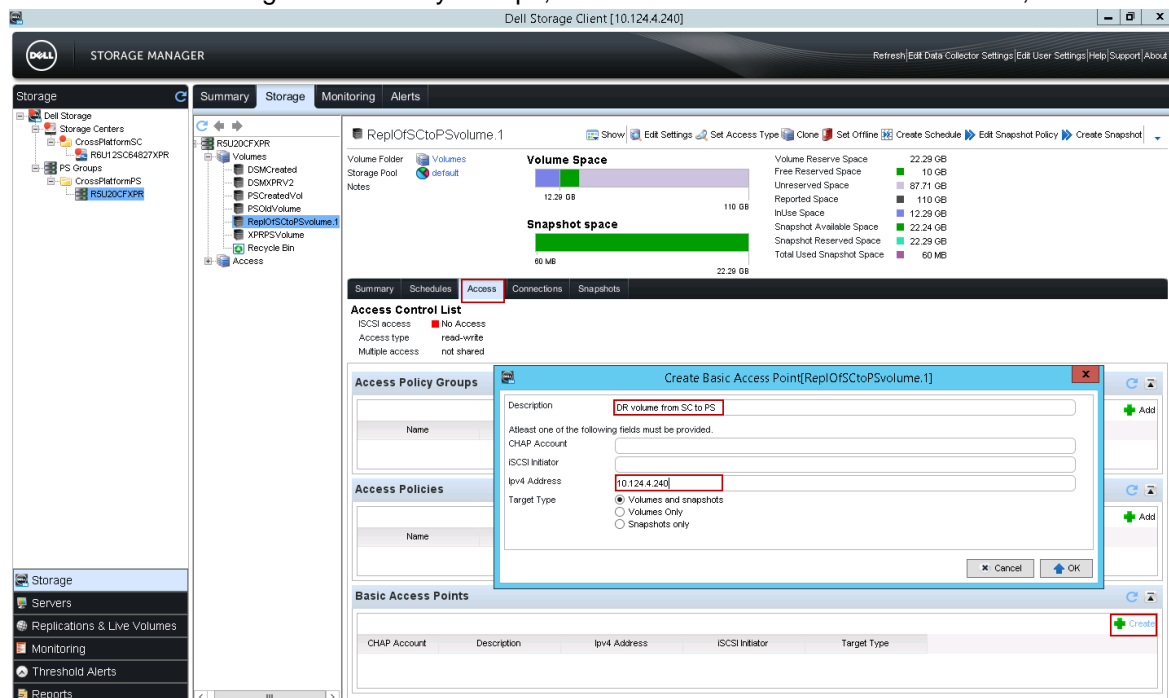 Dell Storage Client [10.124.4.240]
DELL STORAGE MANAGER
Refresh|Edit Data Collector Settings|Edit User Settings|Help|Support|About
Storage
Dell Storage
Storage Centers
CrossPlatformSC
R6U12SC64827XPR
PS Groups
CrossPlatformPS
R5U20CFXPR
Summary Storage Monitoring Alerts
R5U20CFXPR
Volumes
DSMCreated
DSMXPRV2
PSCreatedVol
PSOldVolume
ReplOfSCtoPSvolume.1
XPRPSVolume
Recycle Bin
Access
ReplOfSCtoPSvolume.1
Show Edit Settings Set Access Type Clone Set Offline Create Schedule Edit Snapshot Policy Create Snapshot
Volume Folder Volumes
Storage Pool default
Notes
Volume Space
12.29 GB
110 GB
Snapshot space
60 MB
22.29 GB
Volume Reserve Space 22.29 GB
Free Reserved Space 10 GB
Unreserved Space 87.71 GB
Reported Space 110 GB
InUse Space 12.29 GB
Snapshot Available Space 22.24 GB
Snapshot Reserved Space 22.29 GB
Total Used Snapshot Space 60 MB
Summary Schedules Access Connections Snapshots
Access Control List
ISCSI access No Access
Access type read-write
Multiple access not shared
Access Policy Groups
Add
Name
Access Policies
Add
Name
Create Basic Access Point[ReplOfSCtoPSvolume.1]
x
Description DR volume from SC to PS
Atleast one of the following fields must be provided.
CHAP Account
iSCSI Initiator
Ipv4 Address 10.124.4.240
Target Type Volumes and snapshots
Volumes Only
Snapshots only
Cancel OK
Basic Access Points
Create
CHAP Account Description Ipv4 Address iSCSI Initiator Target Type
Storage
Servers
Replications & Live Volumes
Monitoring
Threshold Alerts
Reports